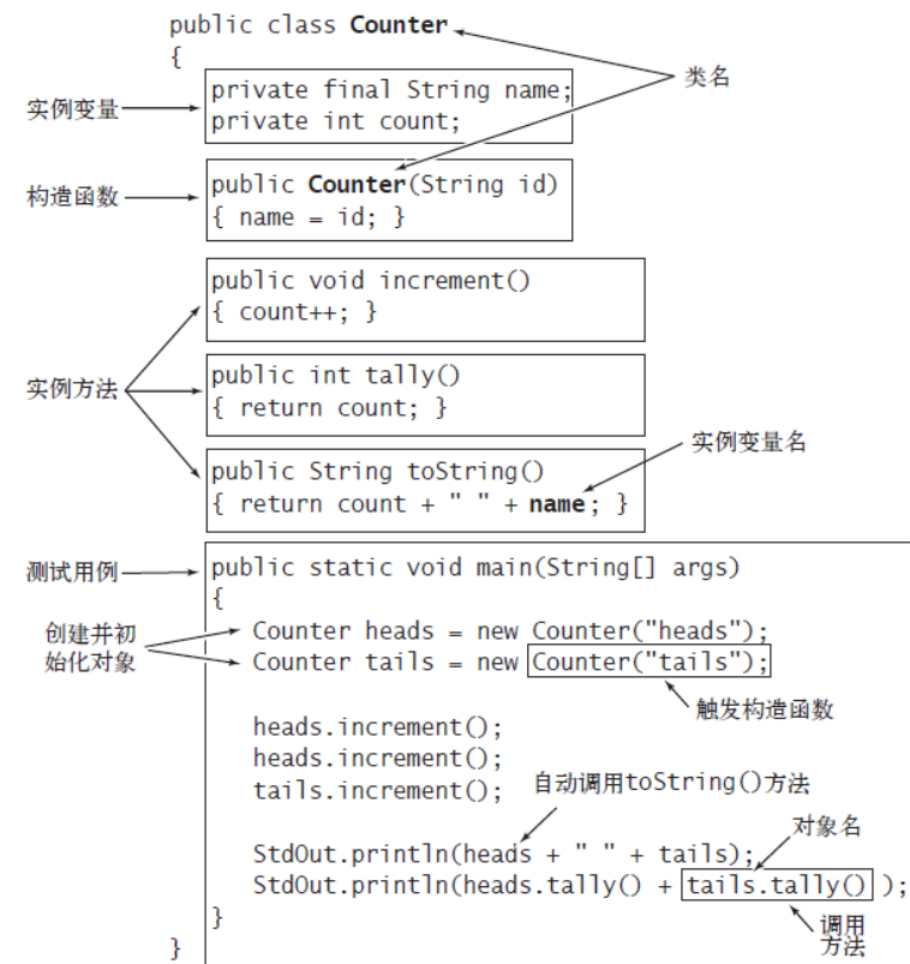 public class Counter
{
类名
实例变量
private final String name;
private int count;
构造函数
public Counter(String id)
{ name = id; }
public void increment()
{ count++; }
实例方法
public int tally()
{ return count; }
实例变量名
public String toString()
{ return count + " " + name; }
测试用例
public static void main(String[] args)
{
创建并初
始化对象
Counter heads = new Counter("heads");
Counter tails = new Counter("tails");
触发构造函数
heads.increment();
heads.increment();
tails.increment();
自动调用toString()方法
对象名
StdOut.println(heads + " " + tails);
StdOut.println(heads.tally() + tails.tally() );
}
调用
方法
}